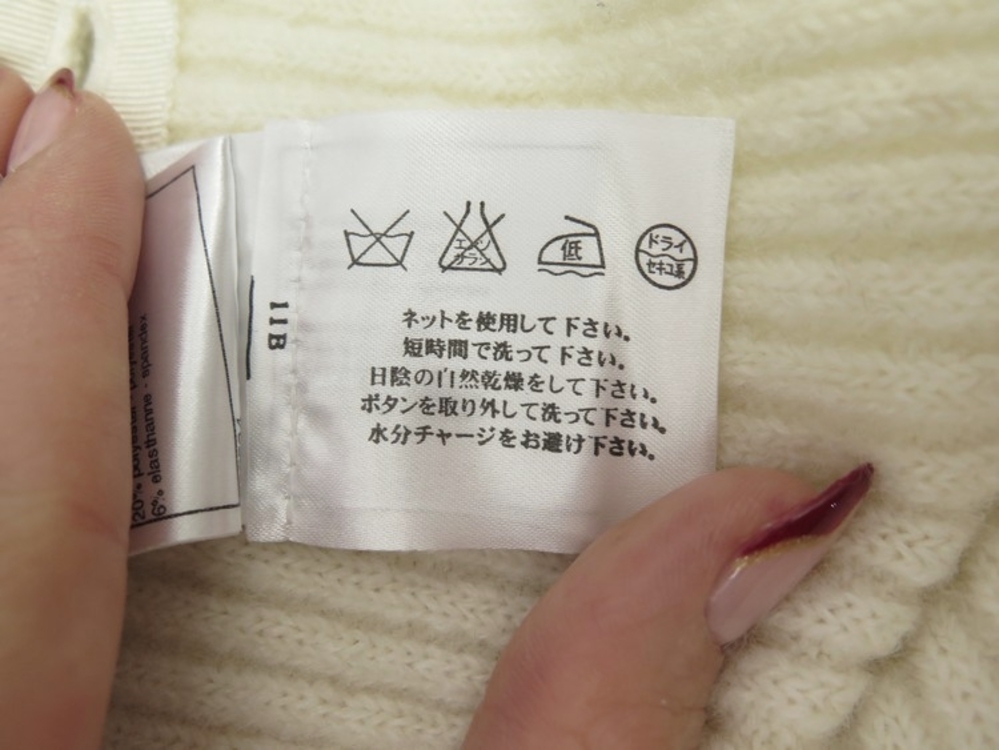 エンソ
サラシ
低
ドライ
セキユ系
ネットを使用して下さい。
短時間で洗って下さい。
日陰の自然乾燥をして下さい。
ボタンを取り外して洗って下さい。
水分チャージをお避け下さい。
11B
20% polyester - polyester
6% elasthanne - spandex